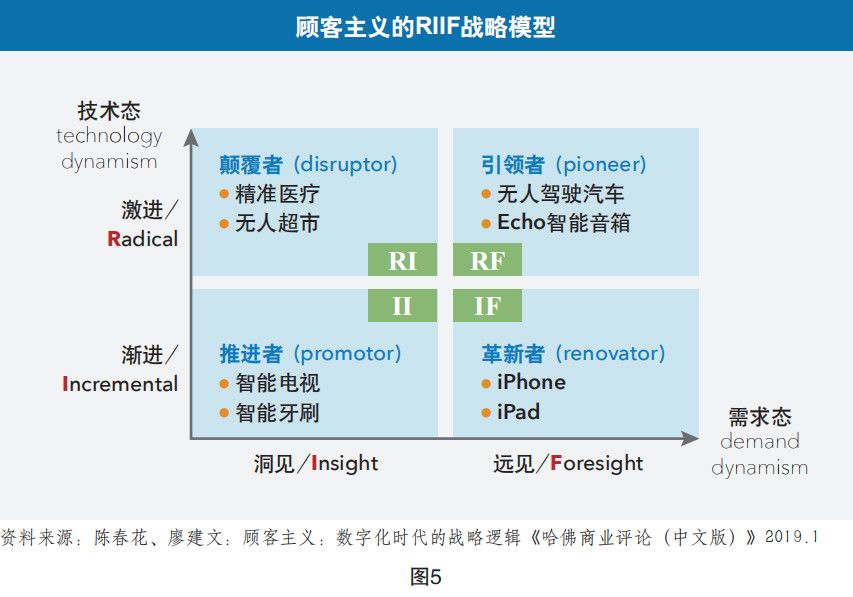 顾客主义的RIIF战略模型
技术态
technology
dynamism
激进/
Radical
渐进/
Incremental
颠覆者 (disruptor)
精准医疗
无人超市
RI
引领者 (pioneer)
无人驾驶汽车
Echo智能音箱
RF
II
推进者 (promotor)
智能电视
智能牙刷
IF
革新者 (renovator)
iPhone
iPad
洞见/Insight
远见/Foresight
需求态
demand
dynamism
资料来源：陈春花、廖建文：顾客主义：数字化时代的战略逻辑《哈佛商业评论（中文版）》2019.1
图5